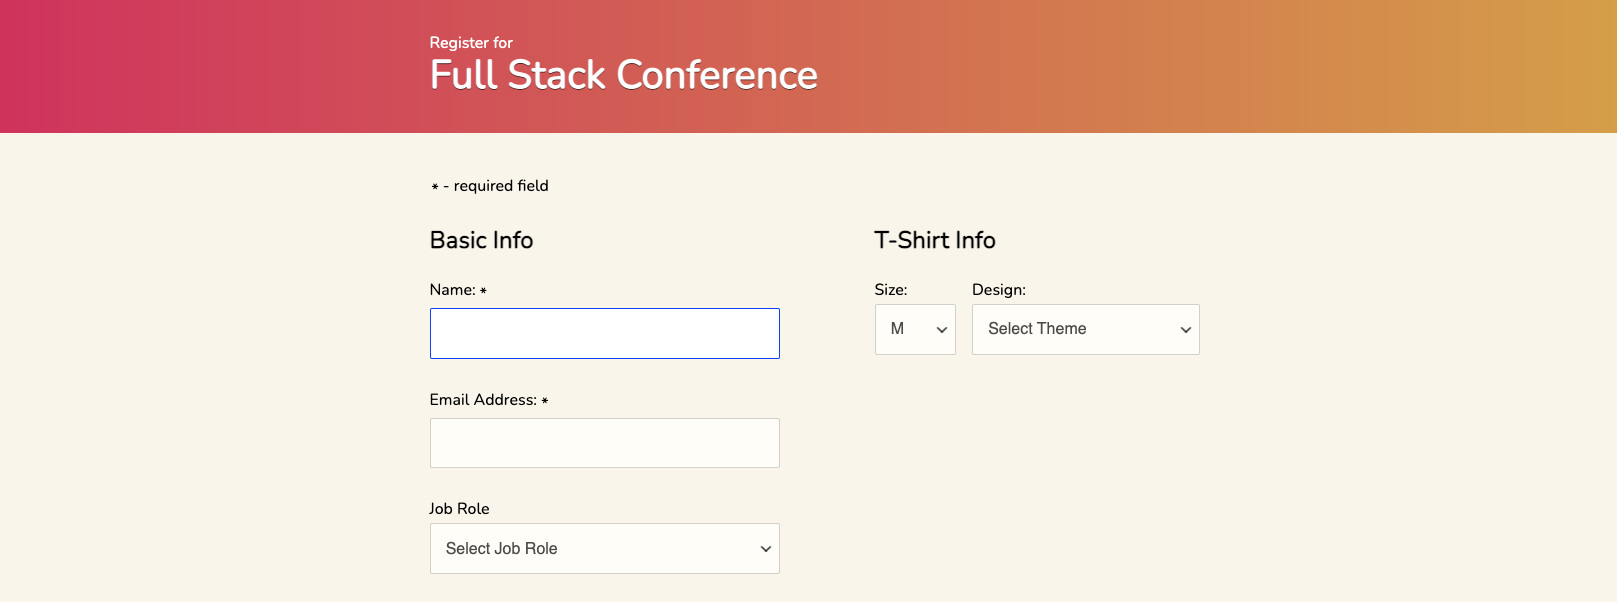 Register for
Full Stack Conference
* - required field
Basic Info
Name: *
Email Address: *
Job Role
Select Job Role
T-Shirt Info
Size: Design:
M Select Theme